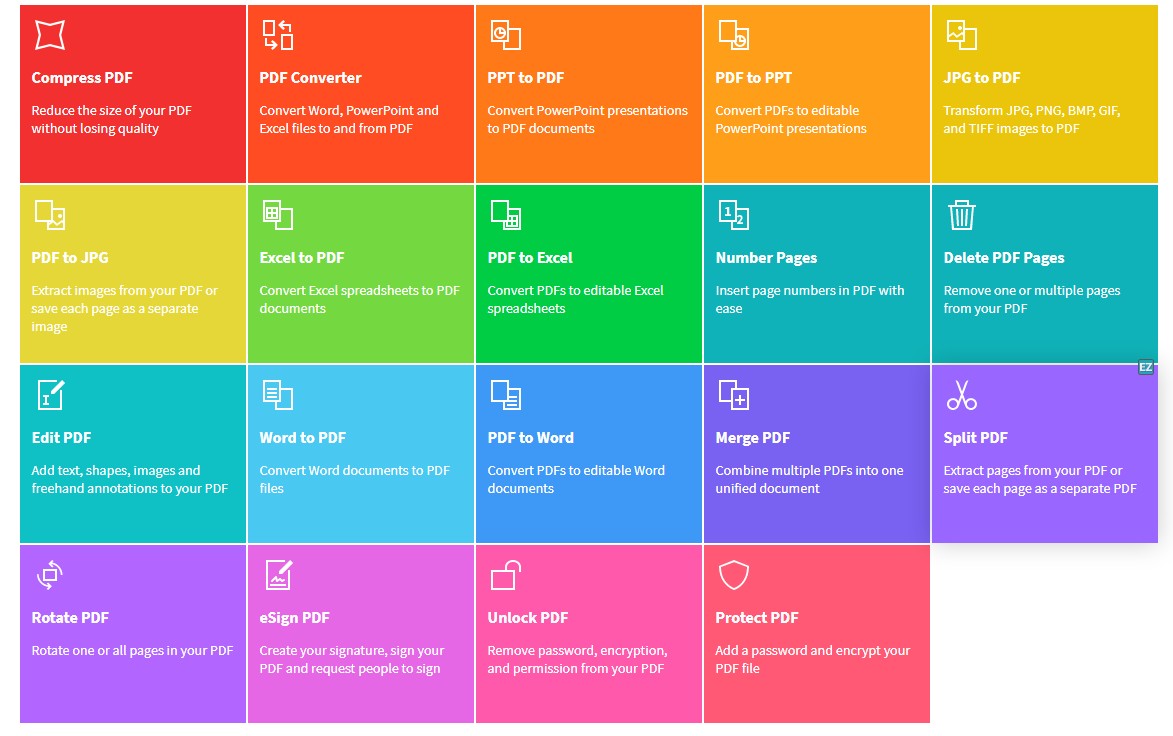 Compress PDF
Reduce the size of your PDF
without losing quality
PDF Converter
Convert Word, PowerPoint and
Excel files to and from PDF
PPT to PDF
Convert PowerPoint presentations
to PDF documents
PDF to PPT
Convert PDFs to editable
PowerPoint presentations
JPG to PDF
Transform JPG, PNG, BMP, GIF,
and TIFF images to PDF
PDF to JPG
Extract images from your PDF or
save each page as a separate
image
Excel to PDF
Convert Excel spreadsheets to PDF
documents
PDF to Excel
Convert PDFs to editable Excel
spreadsheets
1
2
Number Pages
Insert page numbers in PDF with
ease
Delete PDF Pages
Remove one or multiple pages
from your PDF
I
Edit PDF
Add text, shapes, images and
freehand annotations to your PDF
Word to PDF
Convert Word documents to PDF
files
PDF to Word
Convert PDFs to editable Word
documents
Merge PDF
Combine multiple PDFs into one
unified document
EZ
Split PDF
Extract pages from your PDF or
save each page as a separate PDF
Rotate PDF
Rotate one or all pages in your PDF
eSign PDF
Create your signature, sign your
PDF and request people to sign
Unlock PDF
Remove password, encryption,
and permission from your PDF
Protect PDF
Add a password and encrypt your
PDF file